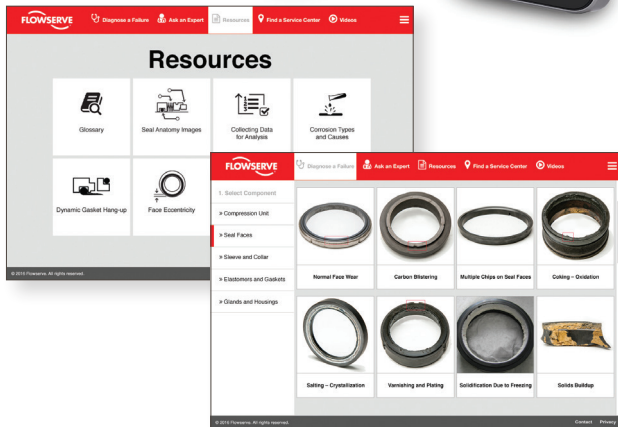 FLOWSERVE
Diagnose a Failure
Ask an Expert
Resources
Find a Service Center
Videos
Resources
Glossary
Seal Anatomy Images
Collecting Data
for Analysis
Corrosion Types
and Causes
Dynamic Gasket Hang-up
Face Eccentricity
© 2015 Flowserve. All rights reserved.
FLOWSERVE
Diagnose a Failure
Ask an Expert
Resources
Find a Service Center
Videos
1. Select Component
» Compression Unit
» Seal Faces
» Sleeve and Collar
» Elastomers and Gaskets
» Glands and Housings
Normal Face Wear
Carbon Blistering
Multiple Chips on Seal Faces
Coking – Oxidation
Salting – Crystallization
Varnishing and Plating
Solidification Due to Freezing
Solids Buildup
© 2015 Flowserve. All rights reserved.
Contact
Privacy